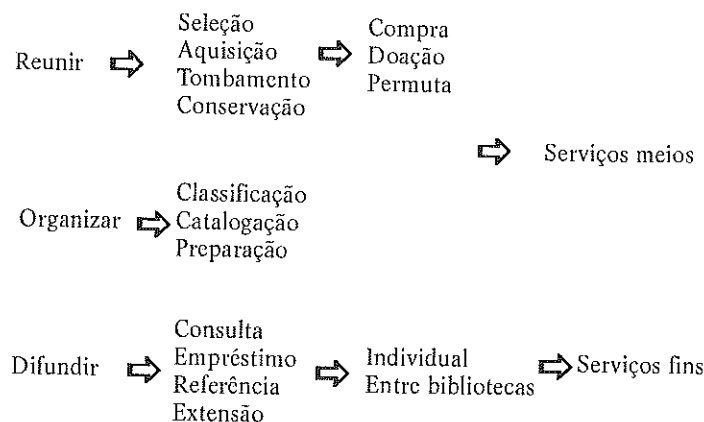 Reunir
Seleção
Aquisição
Tombamento
Conservação
Compra
Doação
Permuta
Serviços meios
Organizar
Classificação
Catalogação
Preparação
Difundir
Consulta
Empréstimo
Referência
Extensão
Individual
Entre bibliotecas
Serviços fins